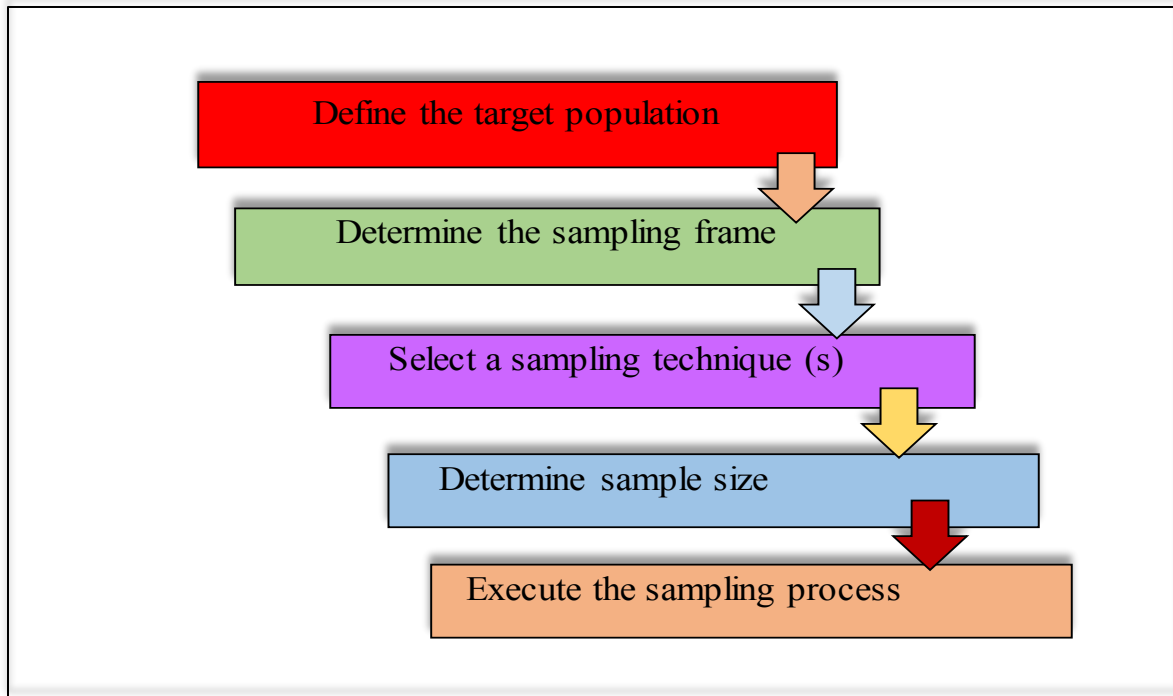 Define the target population
Determine the sampling frame
Select a sampling technique (s)
Determine sample size
Execute the sampling process